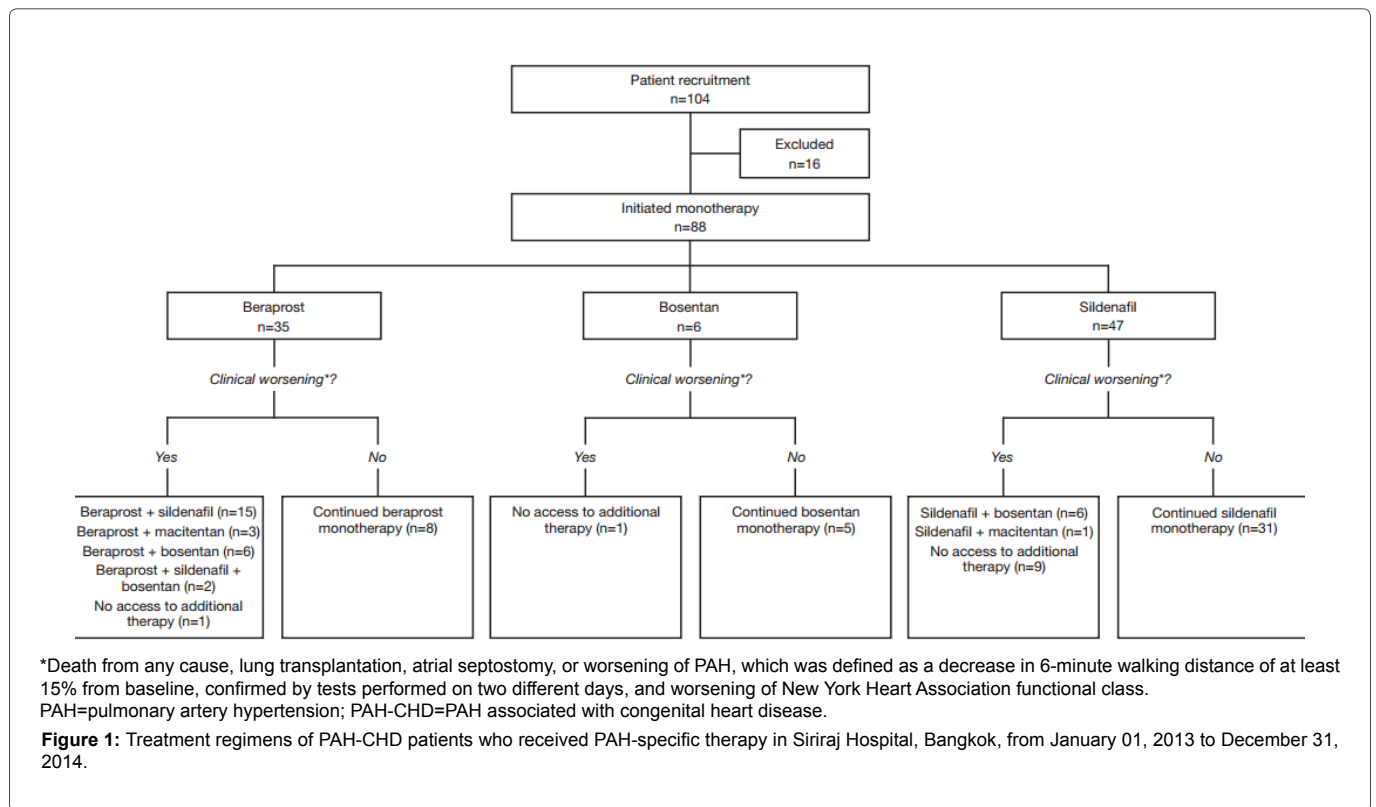 Patient recruitment
n=104
Excluded
n=16
Initiated monotherapy
n=88
Beraprost
n=35
Bosentan
n=6
Sildenafil
n=47
Clinical worsening*?
Clinical worsening*?
Clinical worsening*?
Yes
No
Yes
No
Yes
No
Beraprost + sildenafil (n=15)
Beraprost + macitentan (n=3)
Beraprost + bosentan (n=6)
Beraprost + sildenafil +
bosentan (n=2)
No access to additional
therapy (n=1)
Continued beraprost
monotherapy (n=8)
No access to additional
therapy (n=1)
Continued bosentan
monotherapy (n=5)
Sildenafil + bosentan (n=6)
Sildenafil + macitentan (n=1)
No access to additional
therapy (n=9)
Continued sildenafil
monotherapy (n=31)
*Death from any cause, lung transplantation, atrial septostomy, or worsening of PAH, which was defined as a decrease in 6-minute walking distance of at least
15% from baseline, confirmed by tests performed on two different days, and worsening of New York Heart Association functional class.
PAH=pulmonary artery hypertension; PAH-CHD=PAH associated with congenital heart disease.
Figure 1: Treatment regimens of PAH-CHD patients who received PAH-specific therapy in Siriraj Hospital, Bangkok, from January 01, 2013 to December 31,
2014.